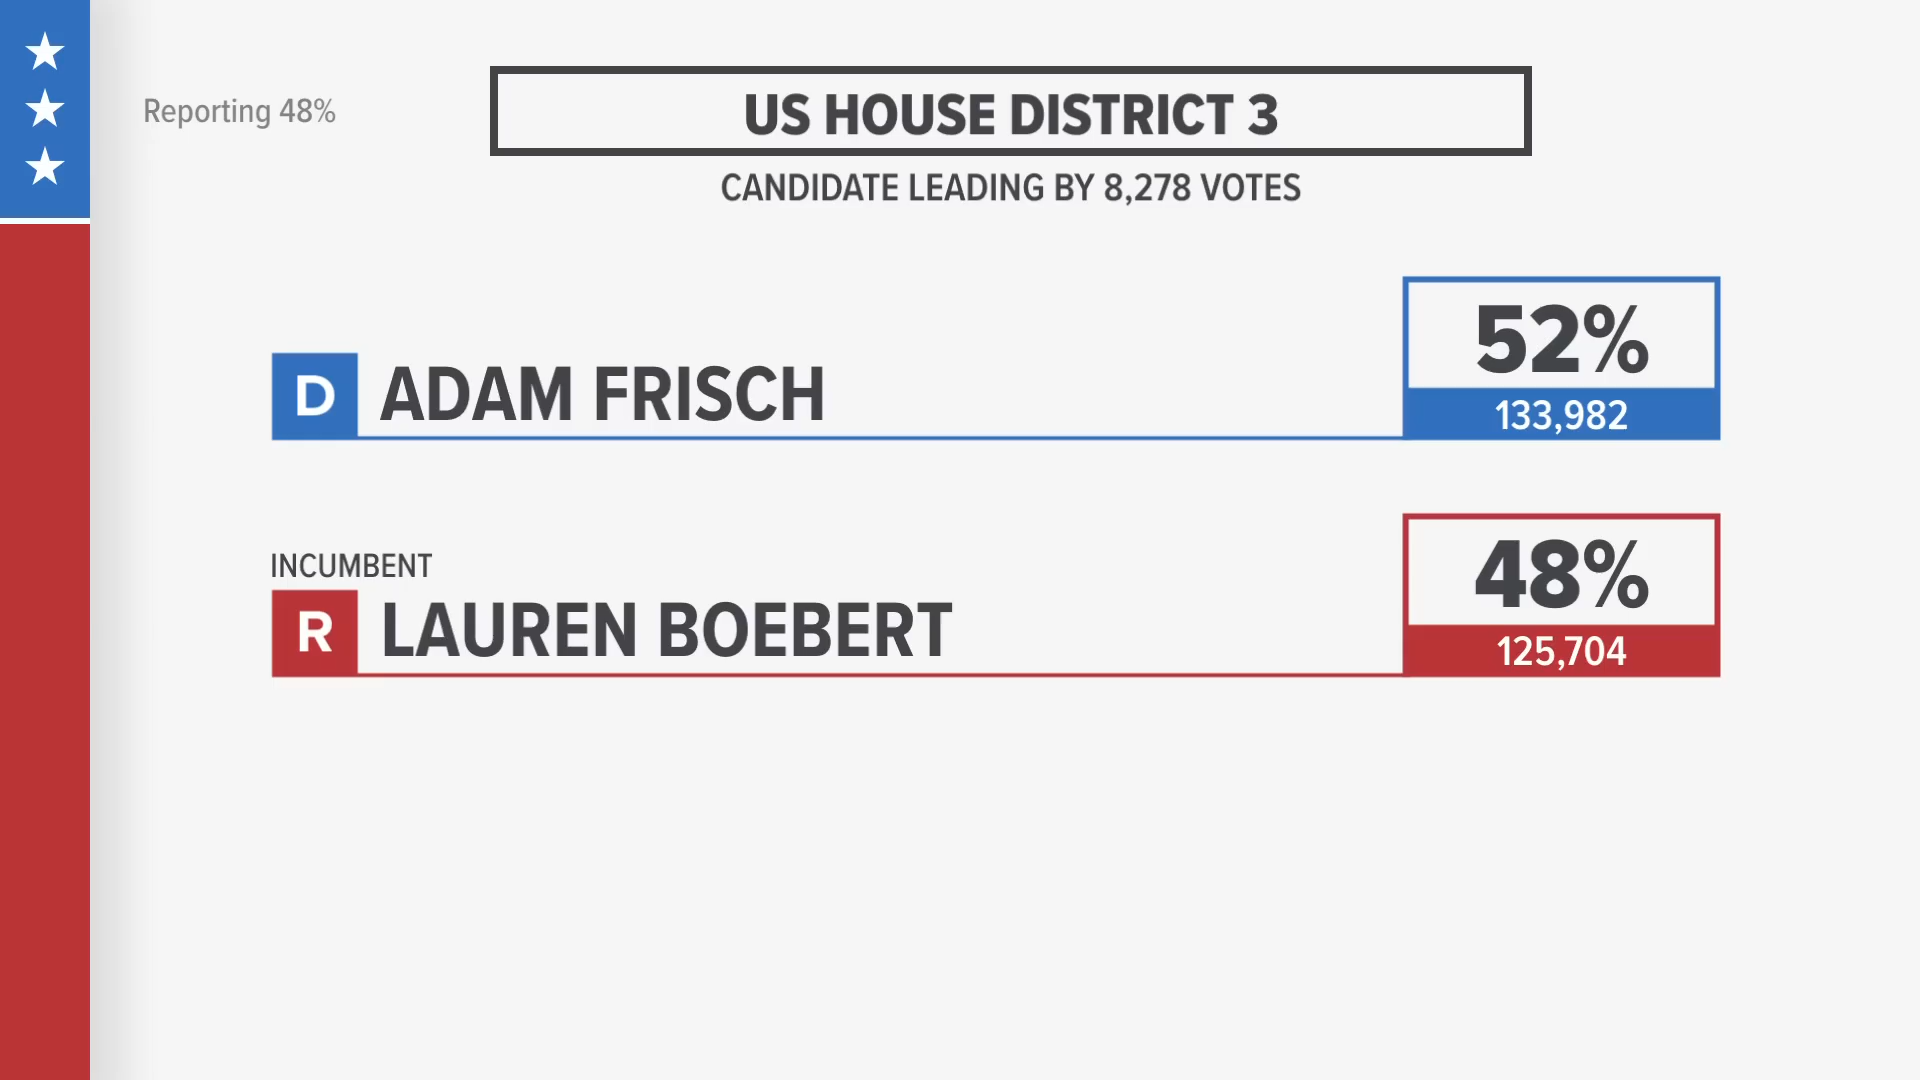 Reporting 48%
US HOUSE DISTRICT 3
CANDIDATE LEADING BY 8,278 VOTES
D ADAM FRISCH
52%
133,982
INCUMBENT
R LAUREN BOEBERT
48%
125,704